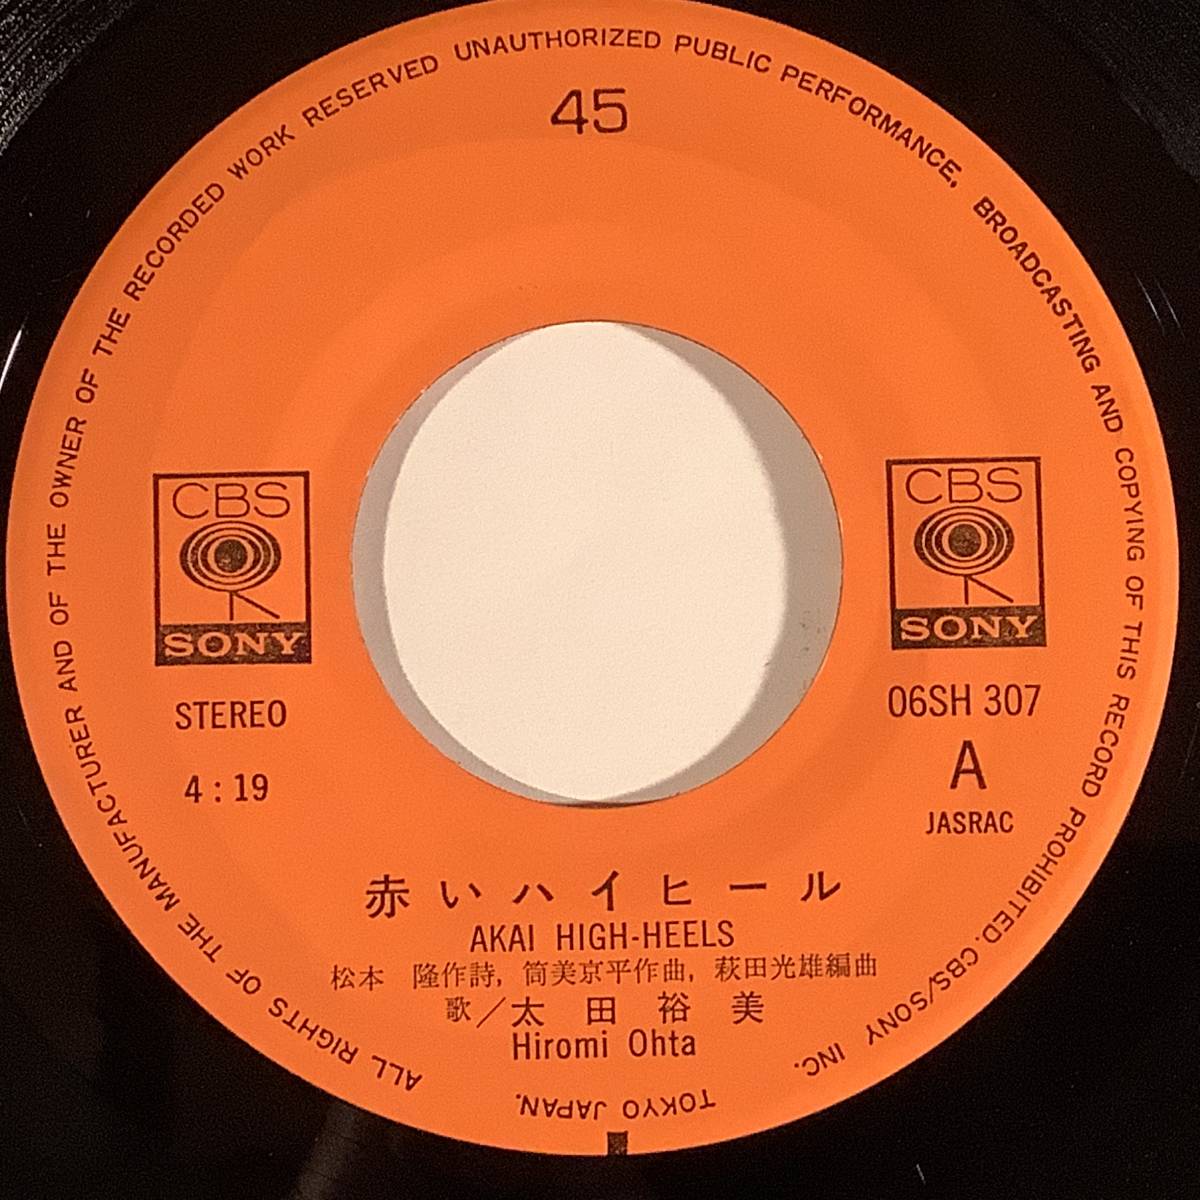 ALL RIGHTS OF THE MANUFACTURER AND OF THE OWNER OF THE RECORDED WORK RESERVED UNAUTHORIZED PUBLIC PERFORMANCE, BROADCASTING AND COPYING OF THIS RECORD PROHIBITED. CBS/SONY INC.
TOKYO JAPAN.
45
CBS
SONY
CBS
SONY
STEREO
4:19
06SH 307
A
JASRAC
赤いハイヒール
AKAI HIGH-HEELS
松本 隆作詩, 筒美京平作曲, 萩田光雄編曲
歌／太田裕美
Hiromi Ohta